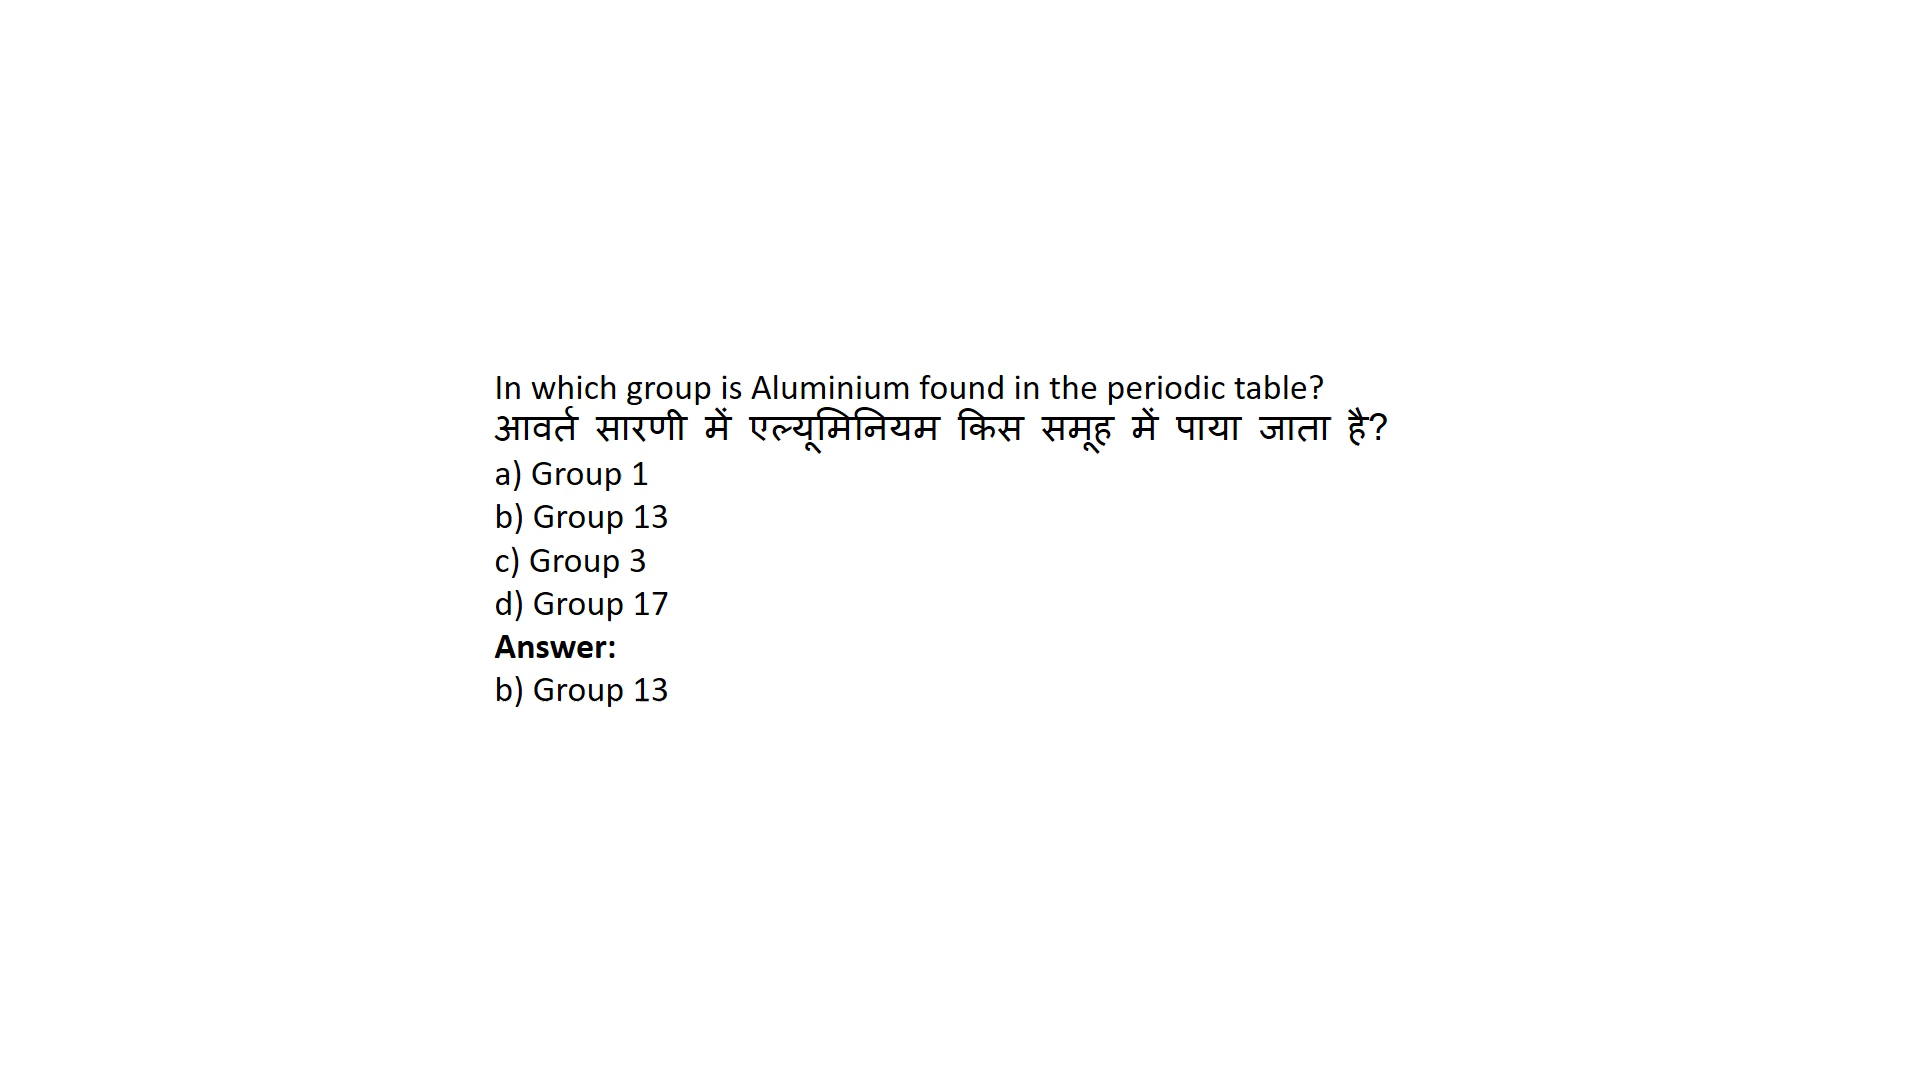 In which group is Aluminium found in the periodic table?
आवर्त सारणी में एल्यूमिनियम किस समूह में पाया जाता है?
a) Group 1
b) Group 13
c) Group 3
d) Group 17
Answer:
b) Group 13